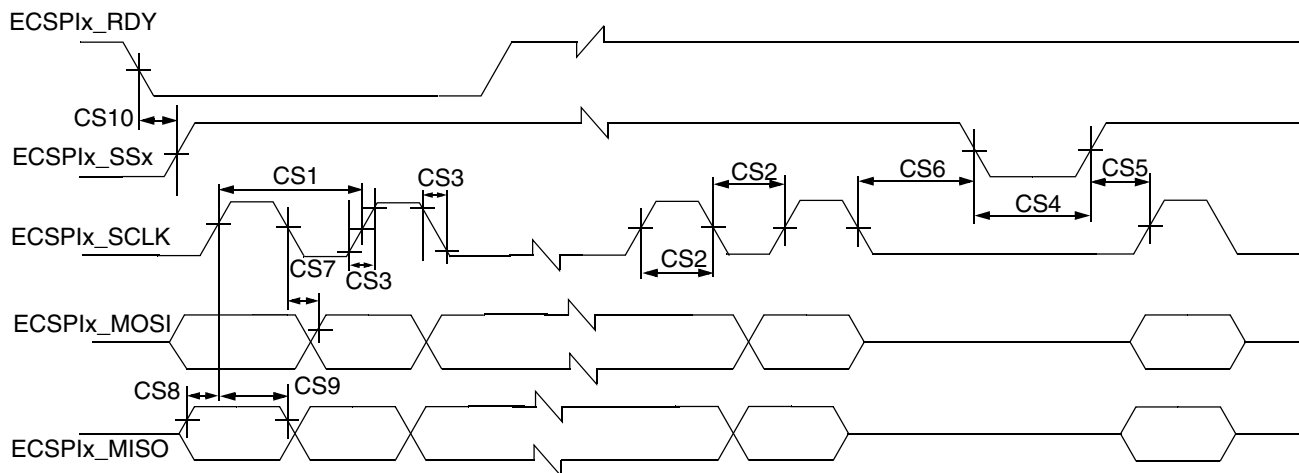 ECSPIx_RDY
CS10
ECSPIx_SSx
CS1
CS3
CS2
CS6
CS5
CS4
ECSPIx_SCLK
CS7
CS3
CS2
ECSPIx_MOSI
CS8
CS9
ECSPIx_MISO